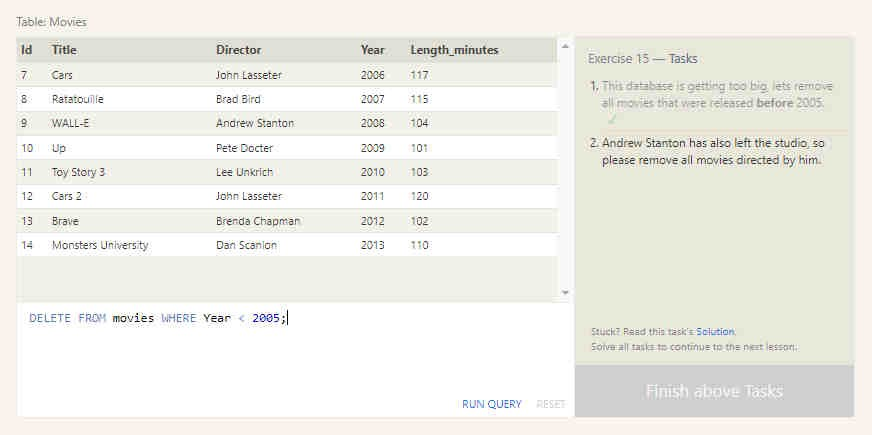 Table: Movies
Id Title Director Year Length_minutes
7 Cars John Lasseter 2006 117
8 Ratatouille Brad Bird 2007 115
9 WALL-E Andrew Stanton 2008 104
10 Up Pete Docter 2009 101
11 Toy Story 3 Lee Unkrich 2010 103
12 Cars 2 John Lasseter 2011 120
13 Brave Brenda Chapman 2012 102
14 Monsters University Dan Scanlon 2013 110
DELETE FROM movies WHERE Year < 2005;
RUN QUERY RESET
Exercise 15 — Tasks
1. This database is getting too big, lets remove
all movies that were released before 2005.
✓
2. Andrew Stanton has also left the studio, so
please remove all movies directed by him.
Stuck? Read this task's Solution.
Solve all tasks to continue to the next lesson.
Finish above Tasks